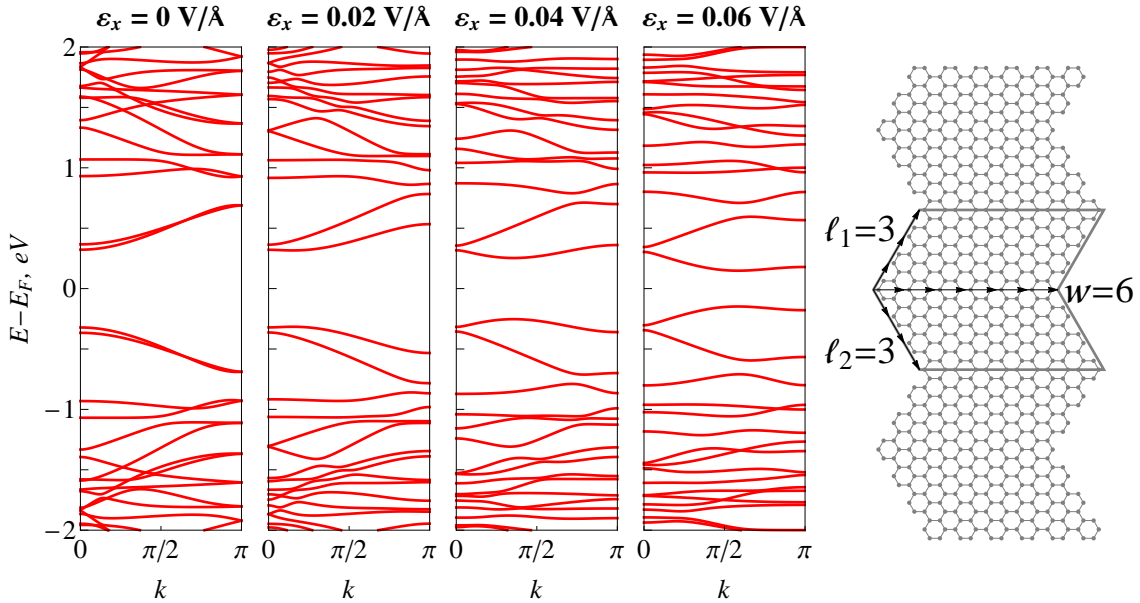 εₓ = 0 V/Å
εₓ = 0.02 V/Å
εₓ = 0.04 V/Å
εₓ = 0.06 V/Å
E−E_F, eV
2
1
0
−1
−2
0 π/2 π
0 π/2 π
0 π/2 π
0 π/2 π
k
k
k
k
ℓ₁=3
w=6
ℓ₂=3